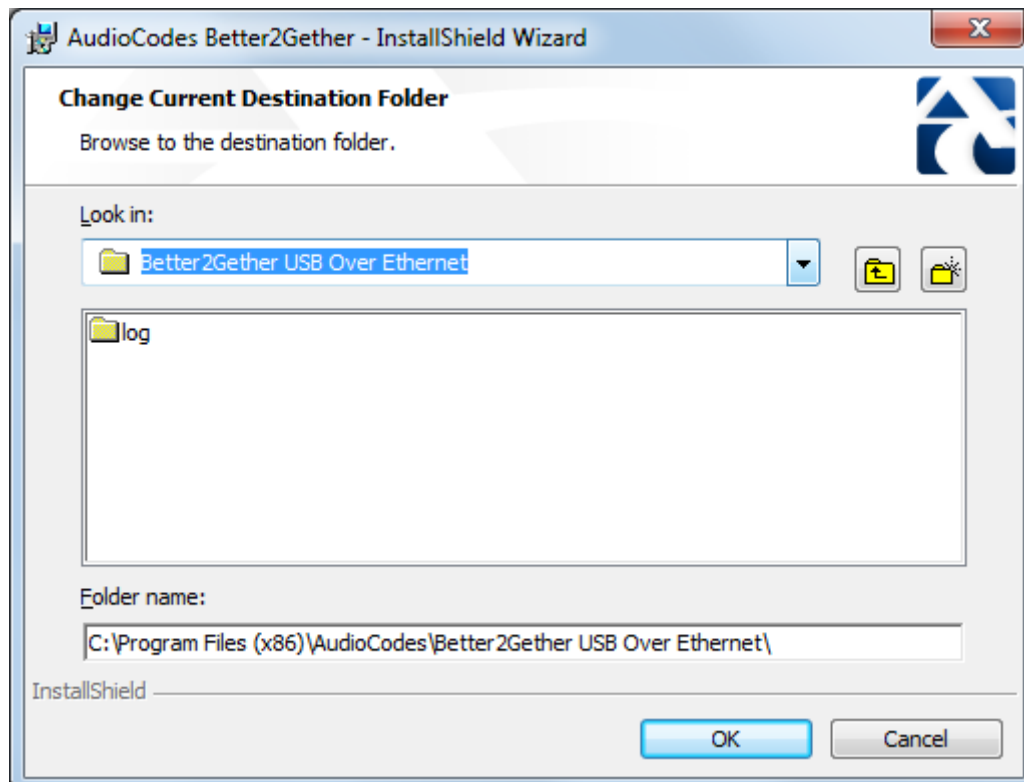 AudioCodes Better2Gether - InstallShield Wizard
Change Current Destination Folder
Browse to the destination folder.
Look in:
Better2Gether USB Over Ethernet
log
Folder name:
C:\Program Files (x86)\AudioCodes\Better2Gether USB Over Ethernet\
InstallShield
OK Cancel